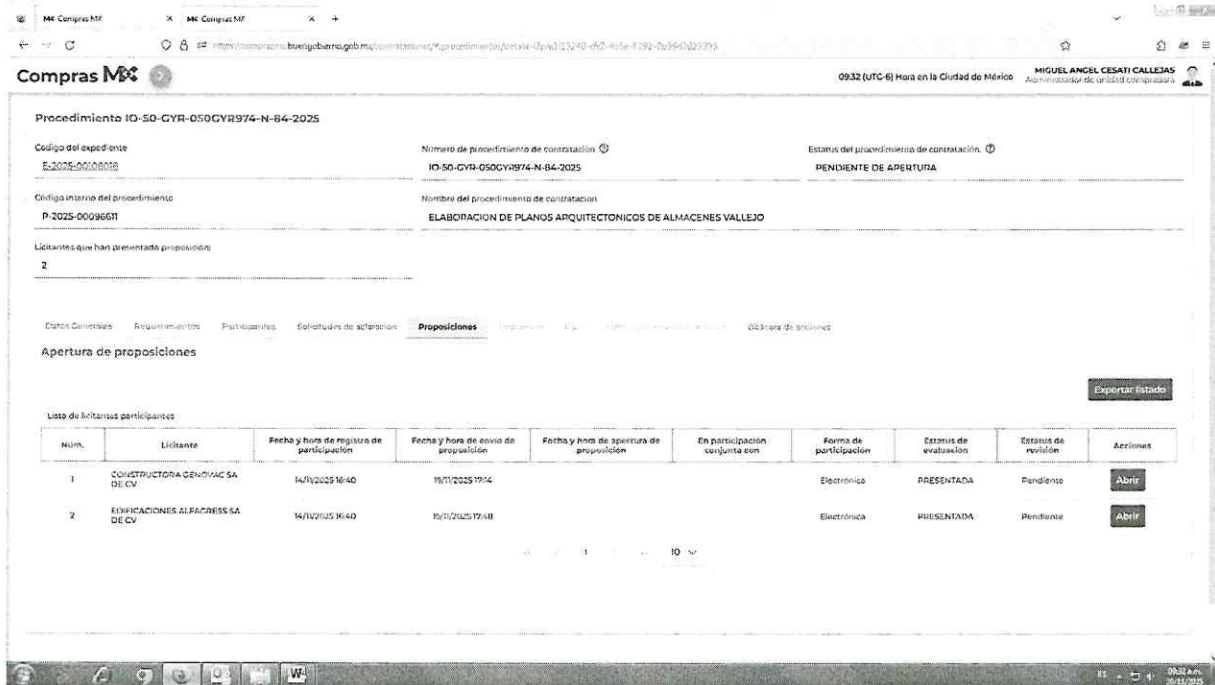 Compras MX
Compras MX
Compras MX
09:32 (UTC-6) Hora en la Ciudad de México
MIGUEL ANGEL CESATI CALLEJAS
Administrador de unidad compradora
Procedimiento IO-50-GYR-050GYR974-N-84-2025
Código del expediente
Número de procedimiento de contratación
Estatus del procedimiento de contratación
E-2025-00108018
IO-50-GYR-050GYR974-N-84-2025
PENDIENTE DE APERTURA
Código interno del procedimiento
Nombre del procedimiento de contratación
P-2025-00096611
ELABORACION DE PLANOS ARQUITECTONICOS DE ALMACENES VALLEJO
Licitantes que han presentado proposición:
2
Datos Generales Requerimientos Participantes Solicitudes de aclaración Proposiciones Bitácora de acciones
Apertura de proposiciones
Exportar listado
Lista de licitantes participantes
Núm. Licitante Fecha y hora de registro de participación Fecha y hora de envío de proposición Fecha y hora de apertura de proposición En participación conjunta con Forma de participación Estatus de evaluación Estatus de revisión Acciones
1 CONSTRUCTORA GENOVAC SA DE CV 14/11/2025 16:40 19/11/2025 17:14 Electrónica PRESENTADA Pendiente Abrir
2 EDIFICACIONES ALFAGRESS SA DE CV 14/11/2025 16:40 19/11/2025 17:48 Electrónica PRESENTADA Pendiente Abrir
1 10
ES
09:32 a.m.
20/11/2025